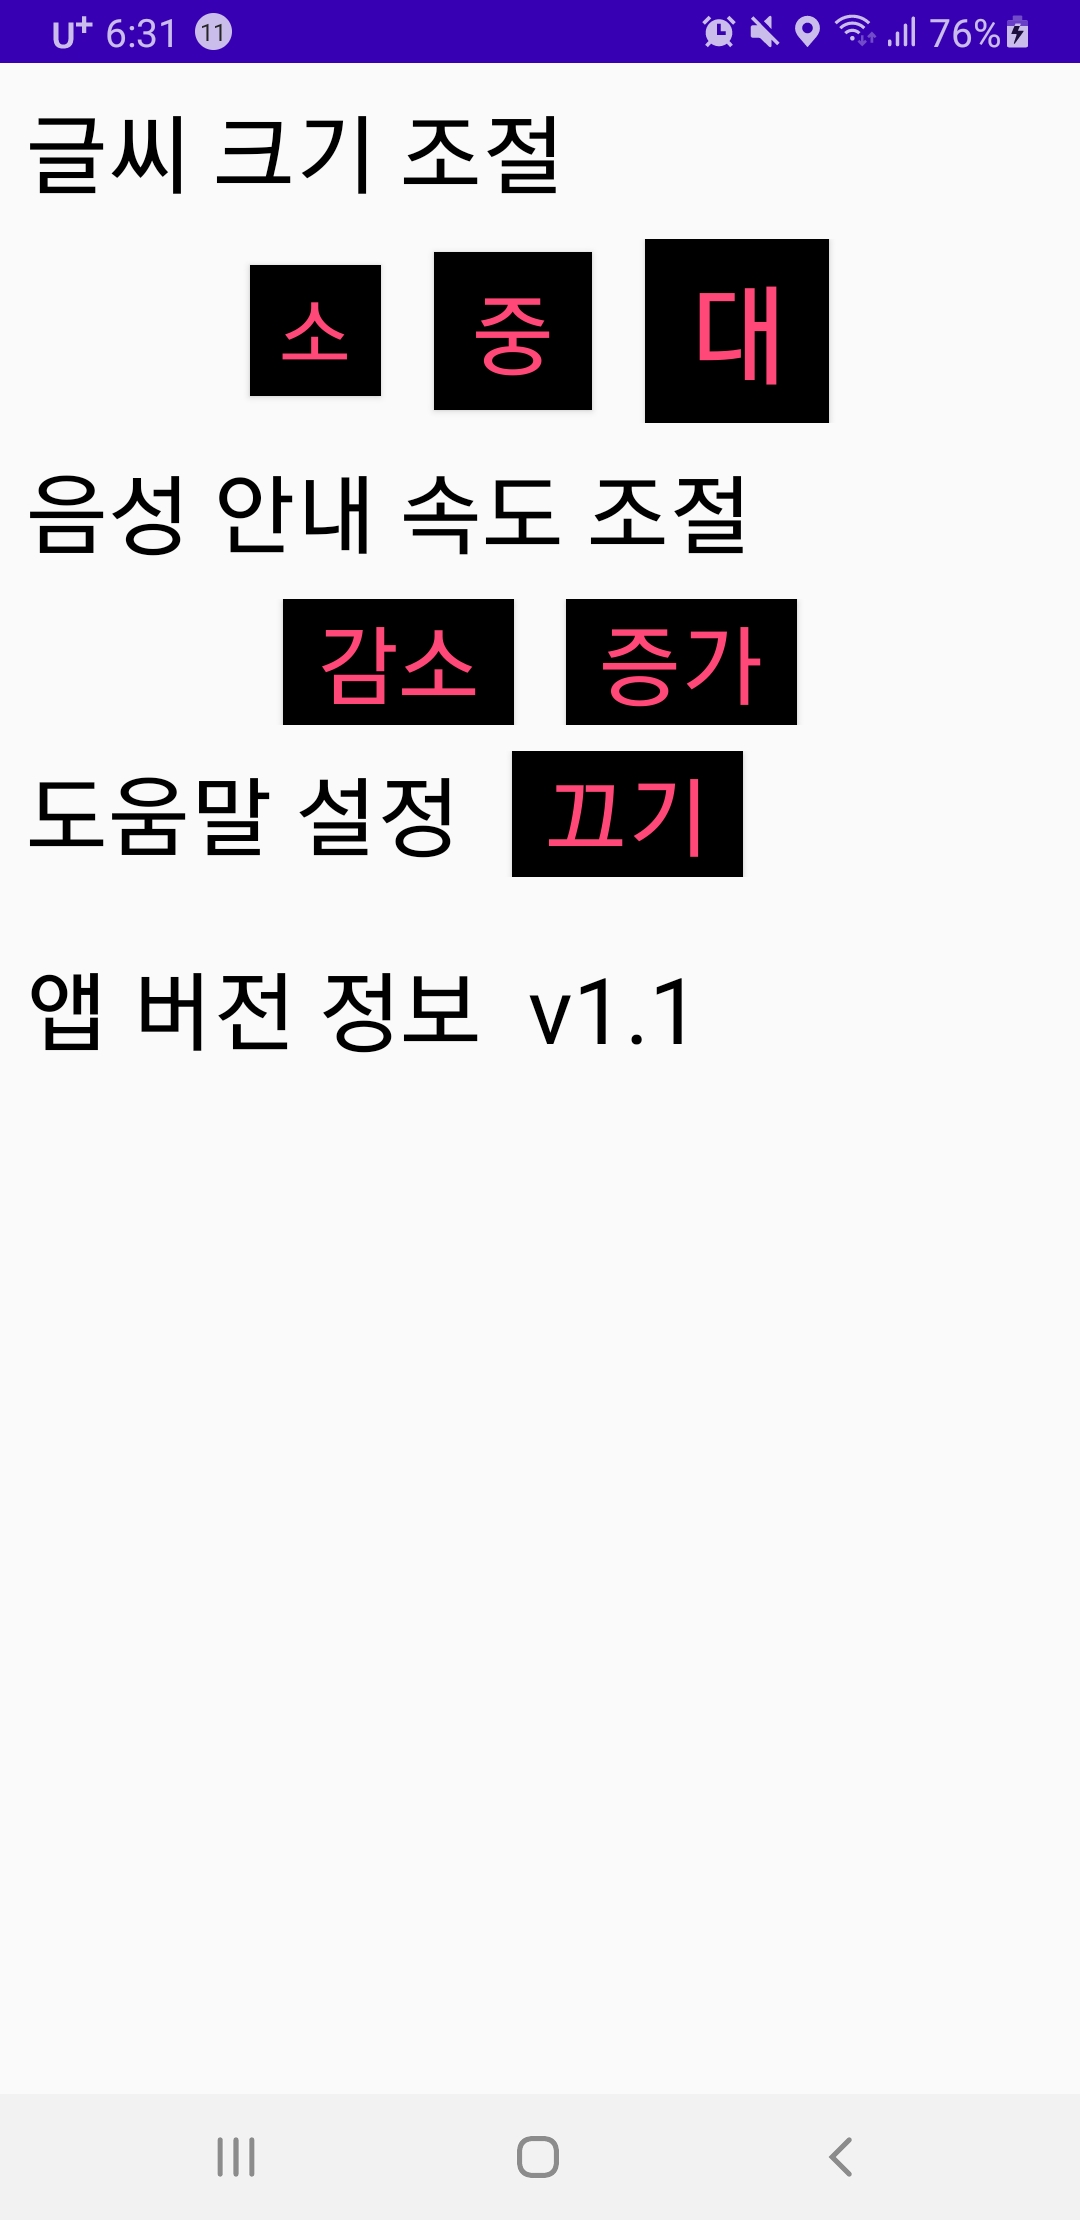 U+ 6:31 11 76%
글씨 크기 조절
소 중 대
음성 안내 속도 조절
감소 증가
도움말 설정 끄기
앱 버전 정보 v1.1